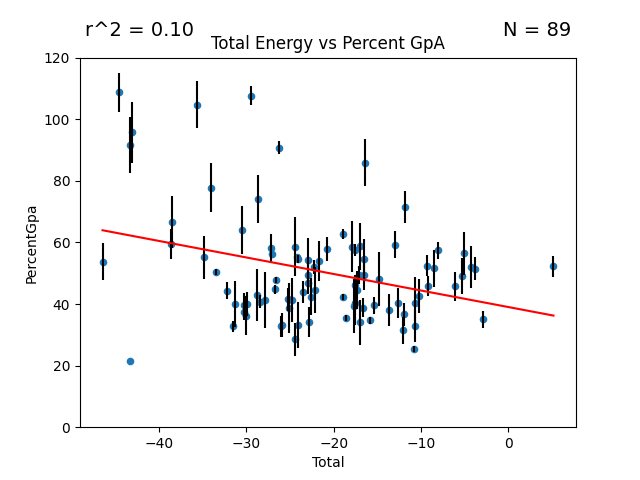 r^2 = 0.10
N = 89
Total Energy vs Percent GpA
PercentGpa
120
100
80
60
40
20
0
−40
−30
−20
−10
0
Total